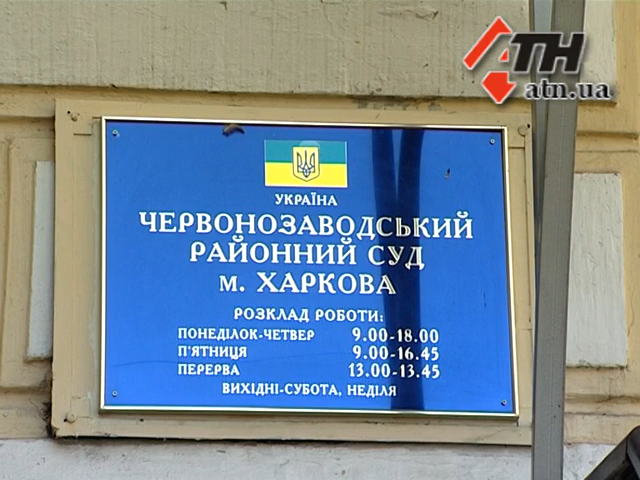 АТН
atn.ua
УКРАЇНА
ЧЕРВОНОЗАВОДСЬКИЙ
РАЙОННИЙ СУД
м. ХАРКОВА
РОЗКЛАД РОБОТИ:
ПОНЕДІЛОК-ЧЕТВЕР 9.00-18.00
П'ЯТНИЦЯ 9.00-16.45
ПЕРЕРВА 13.00-13.45
ВИХІДНІ-СУБОТА, НЕДІЛЯ